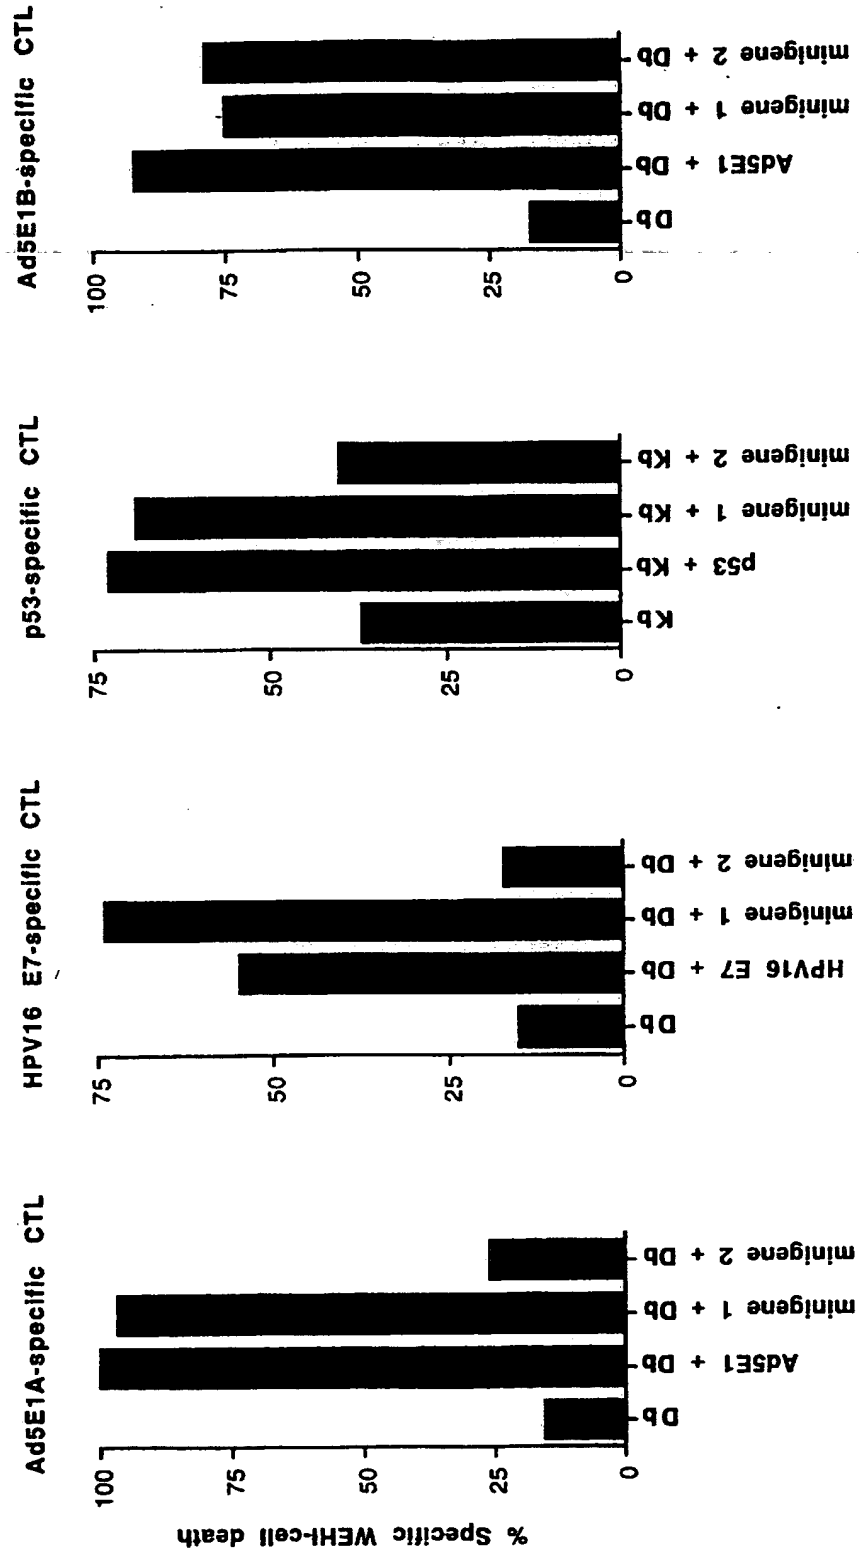 Ad5E1A-specific CTL
% Specific WEHI-cell death
100
75
50
25
0
Db
Ad5E1 + Db
minigene 1 + Db
minigene 2 + Db
HPV16 E7-specific CTL
75
50
25
0
Db
HPV16 E7 + Db
minigene 1 + Db
minigene 2 + Db
p53-specific CTL
75
50
25
0
Kb
p53 + Kb
minigene 1 + Kb
minigene 2 + Kb
Ad5E1B-specific CTL
100
75
50
25
0
Db
Ad5E1 + Db
minigene 1 + Db
minigene 2 + Db